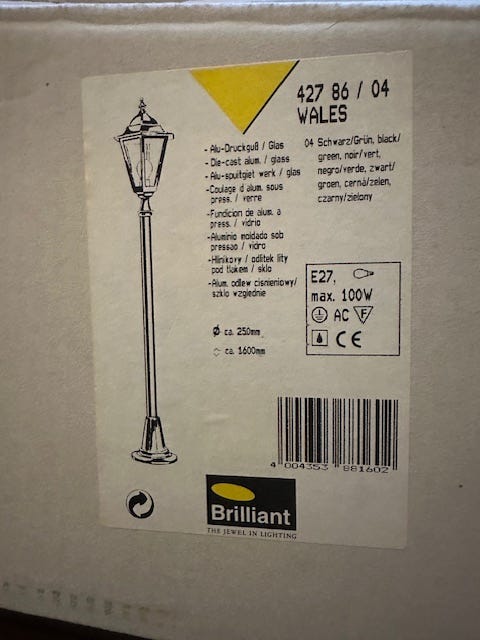 427 86 / 04
WALES
- Alu-Druckguß / Glas
- Die-cast alum. / glass
- Alu-spuitgiet werk / glas
-Coulage d alum. sous
press. / verre
-Fundicion de alum. a
press. / vidrio
-Aluminio moldado sob
pressao / vidro
-Hlinikovy / odlitek lity
pod tlakem / sklo
-Alum. odlew cisnieniowy/
szklo wzglednie
04 Schwarz/Grün, black/
green, noir/vert,
negro/verde, zwart/
groen, cerná/zelen,
czarny/zielony
E27,
max. 100W
AC F
CE
ø ca. 250mm
ca. 1600mm
4 004353 881602
Brilliant
THE JEWEL IN LIGHTING